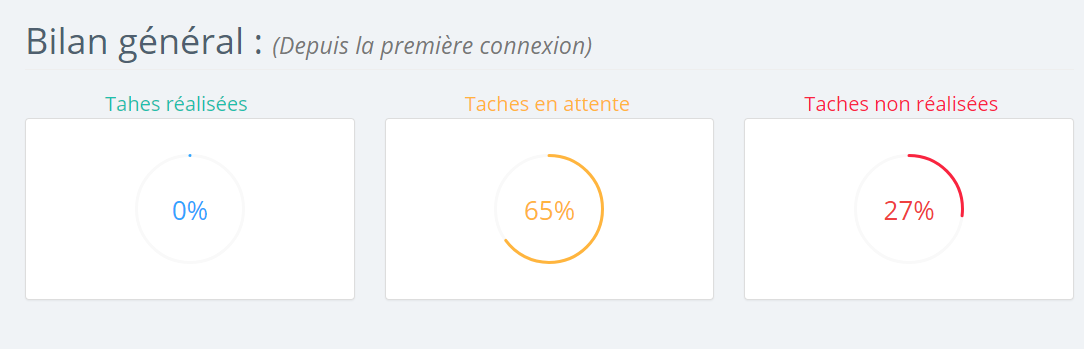 Bilan général : (Depuis la première connexion)
Tahes réalisées
Taches en attente
Taches non réalisées
0%
65%
27%